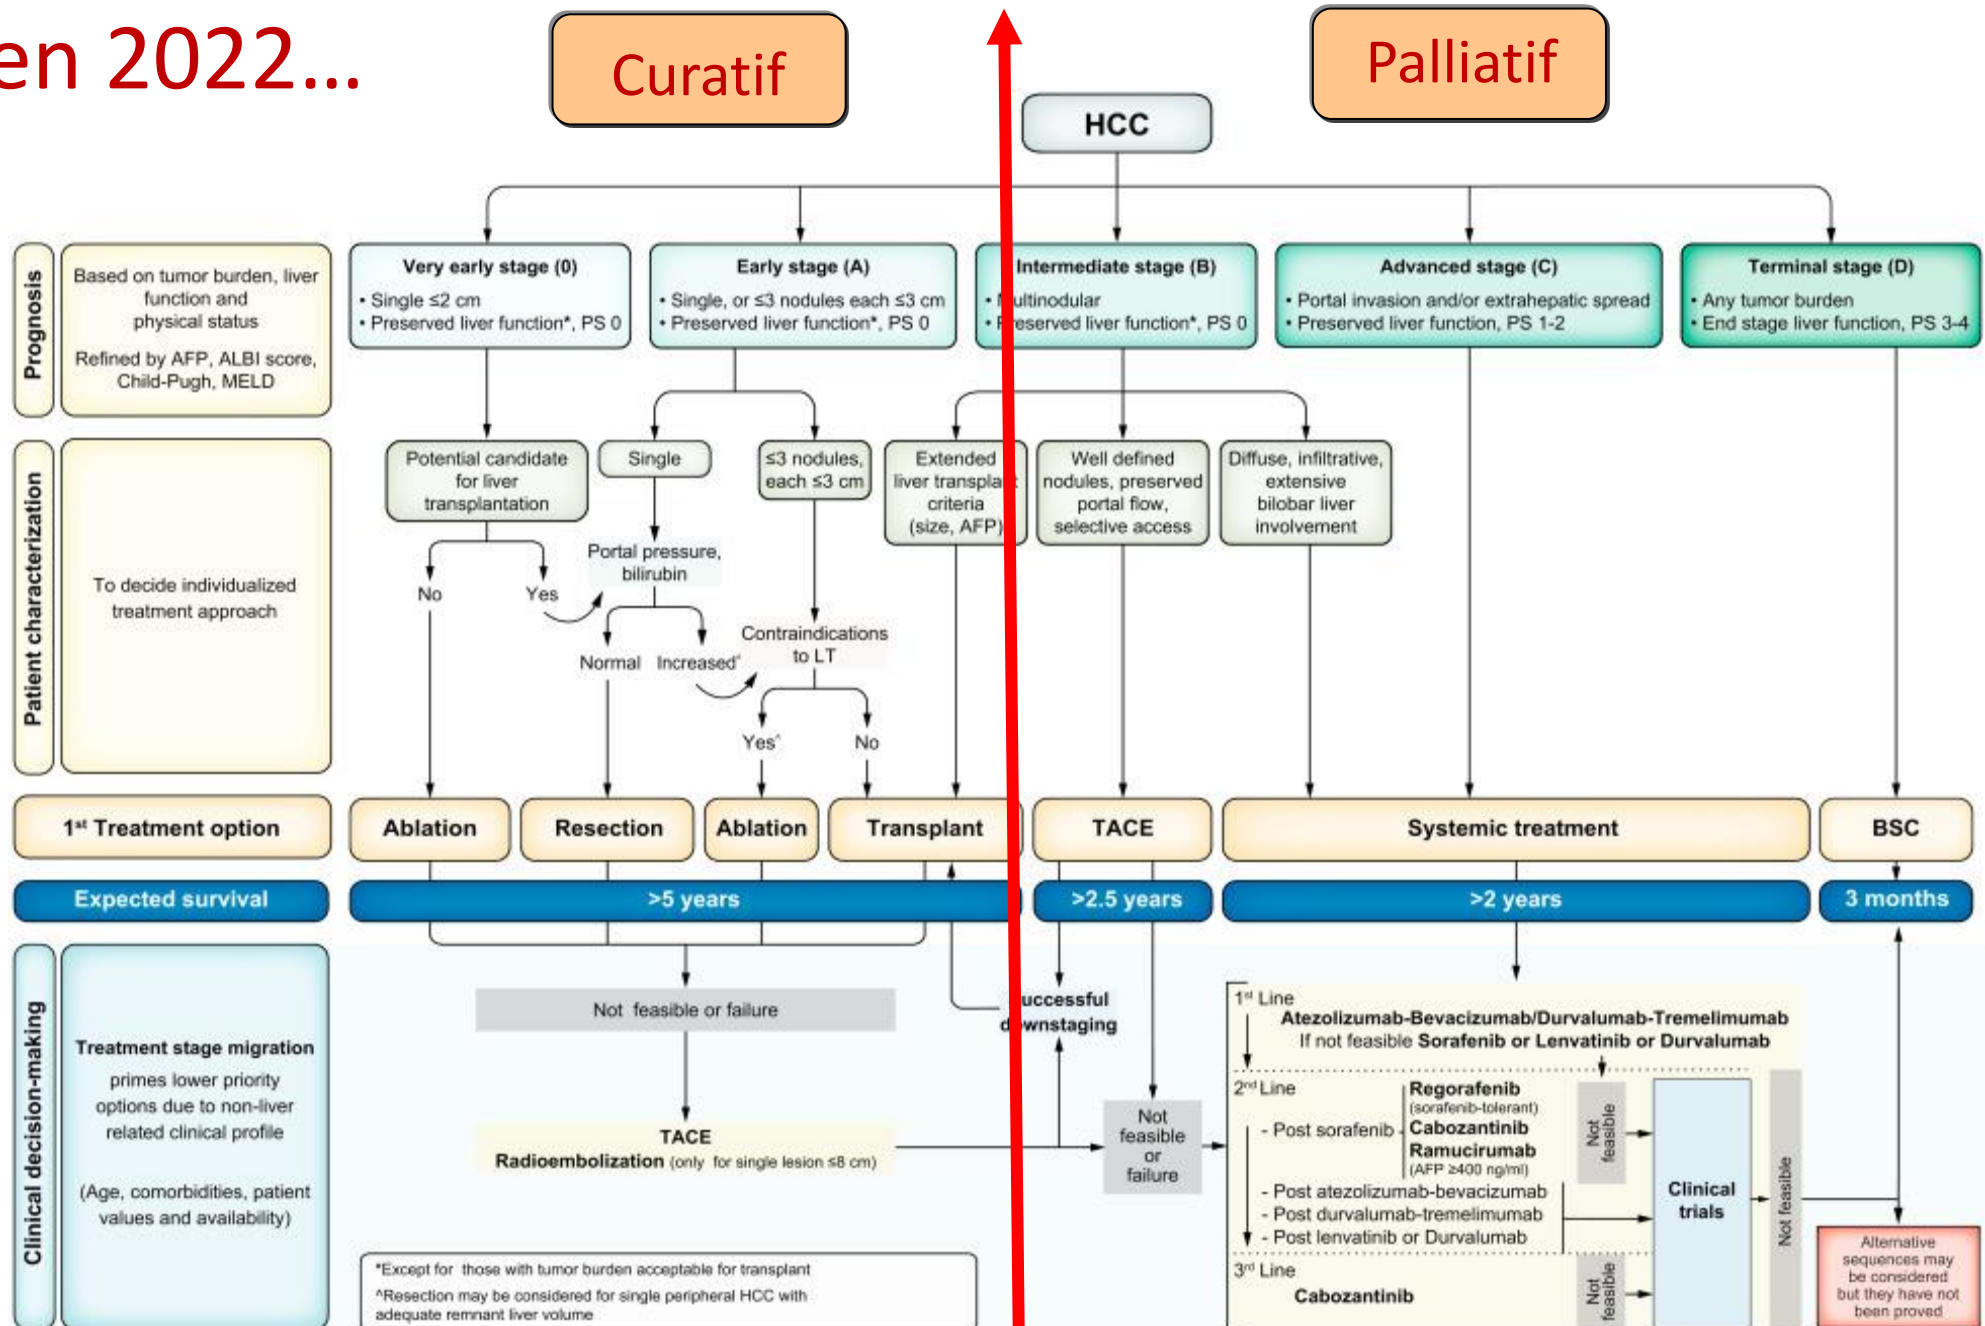 en 2022...
Curatif
Palliatif
HCC
Prognosis
Based on tumor burden, liver
function and
physical status
Refined by AFP, ALBI score,
Child-Pugh, MELD
Very early stage (0)
• Single ≤2 cm
• Preserved liver function*, PS 0
Early stage (A)
• Single, or ≤3 nodules each ≤3 cm
• Preserved liver function*, PS 0
Intermediate stage (B)
• Multinodular
• Preserved liver function*, PS 0
Advanced stage (C)
• Portal invasion and/or extrahepatic spread
• Preserved liver function, PS 1-2
Terminal stage (D)
• Any tumor burden
• End stage liver function, PS 3-4
Patient characterization
To decide individualized
treatment approach
Potential candidate
for liver
transplantation
Single
≤3 nodules,
each ≤3 cm
Extended
liver transplant
criteria
(size, AFP)
Well defined
nodules, preserved
portal flow,
selective access
Diffuse, infiltrative,
extensive
bilobar liver
involvement
Portal pressure,
bilirubin
No
Yes
Contraindications
to LT
Normal
Increased^
Yes^
No
1st Treatment option
Ablation
Resection
Ablation
Transplant
TACE
Systemic treatment
BSC
Expected survival
>5 years
>2.5 years
>2 years
3 months
Clinical decision-making
Treatment stage migration
primes lower priority
options due to non-liver
related clinical profile
(Age, comorbidities, patient
values and availability)
Not feasible or failure
TACE
Radioembolization (only for single lesion ≤8 cm)
Successful
downstaging
Not
feasible
or
failure
1st Line
Atezolizumab-Bevacizumab/Durvalumab-Tremelimumab
If not feasible Sorafenib or Lenvatinib or Durvalumab
2nd Line
Regorafenib
(sorafenib-tolerant)
- Post sorafenib
Cabozantinib
Ramucirumab
(AFP ≥400 ng/ml)
- Post atezolizumab-bevacizumab
- Post durvalumab-tremelimumab
- Post lenvatinib or Durvalumab
Not
feasible
3rd Line
Cabozantinib
Not
feasible
Clinical
trials
Not feasible
Alternative
sequences may
be considered
but they have not
been proved
*Except for those with tumor burden acceptable for transplant
^Resection may be considered for single peripheral HCC with
adequate remnant liver volume